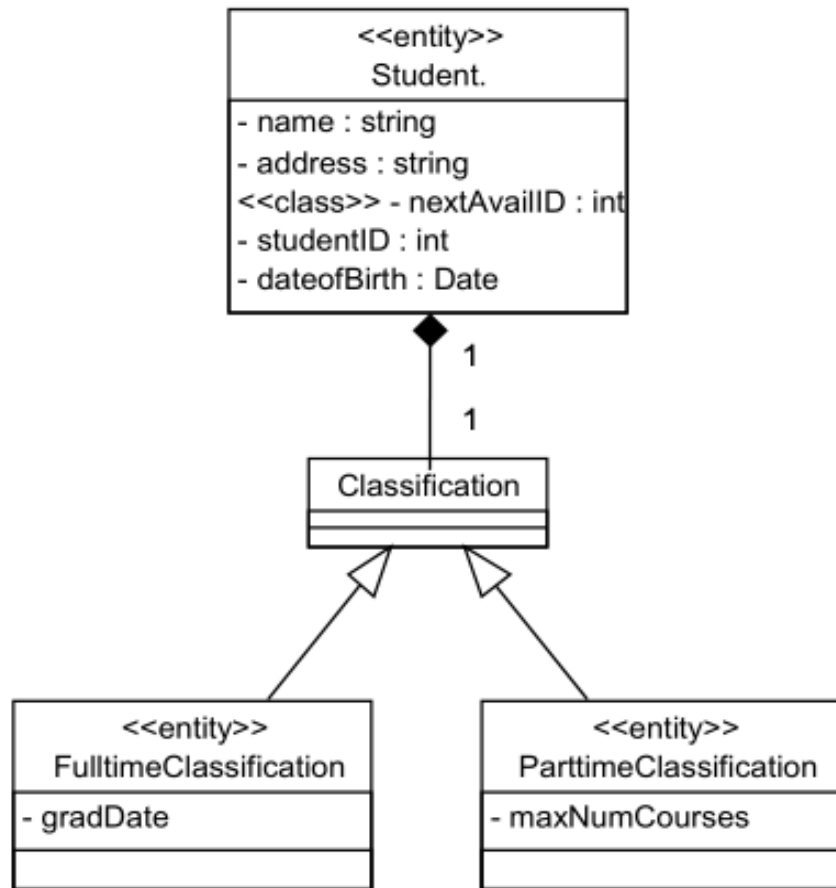 <<entity>>
Student.
- name : string
- address : string
<<class>> - nextAvailID : int
- studentID : int
- dateofBirth : Date
1
1
Classification
<<entity>>
FulltimeClassification
- gradDate
<<entity>>
ParttimeClassification
- maxNumCourses